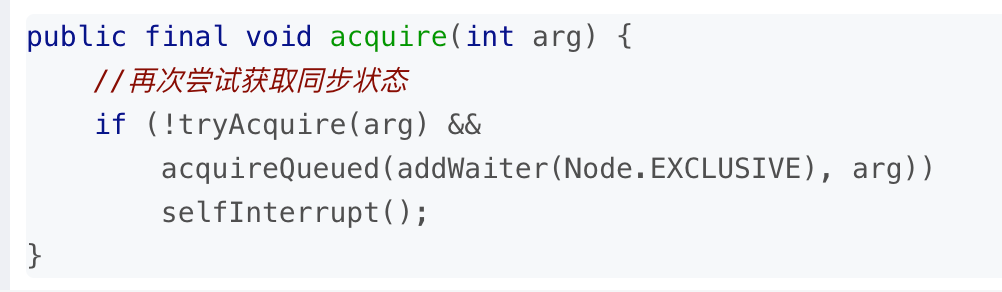 public final void acquire(int arg) {
    //再次尝试获取同步状态
    if (!tryAcquire(arg) &&
        acquireQueued(addWaiter(Node.EXCLUSIVE), arg))
        selfInterrupt();
}